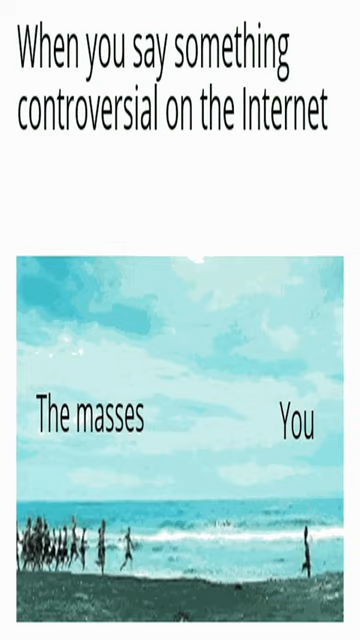 When you say something
controversial on the Internet
The masses
You